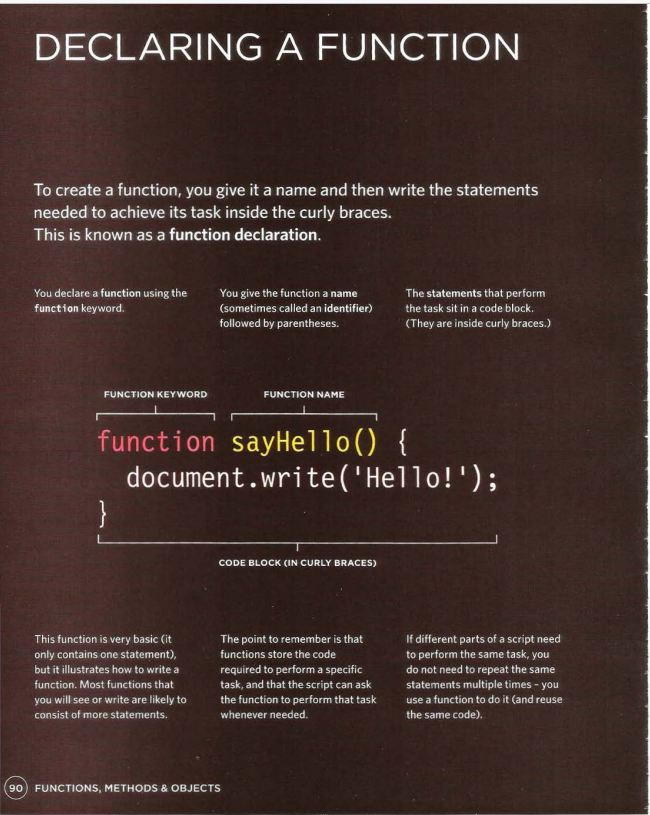 DECLARING A FUNCTION
To create a function, you give it a name and then write the statements
needed to achieve its task inside the curly braces.
This is known as a function declaration.
You declare a function using the
function keyword.
You give the function a name
(sometimes called an identifier)
followed by parentheses.
The statements that perform
the task sit in a code block.
(They are inside curly braces.)
FUNCTION KEYWORD
FUNCTION NAME
function sayHello() {
document.write('Hello!');
}
CODE BLOCK (IN CURLY BRACES)
This function is very basic (it
only contains one statement),
but it illustrates how to write a
function. Most functions that
you will see or write are likely to
consist of more statements.
The point to remember is that
functions store the code
required to perform a specific
task, and that the script can ask
the function to perform that task
whenever needed.
If different parts of a script need
to perform the same task, you
do not need to repeat the same
statements multiple times – you
use a function to do it (and reuse
the same code).
90 FUNCTIONS, METHODS & OBJECTS